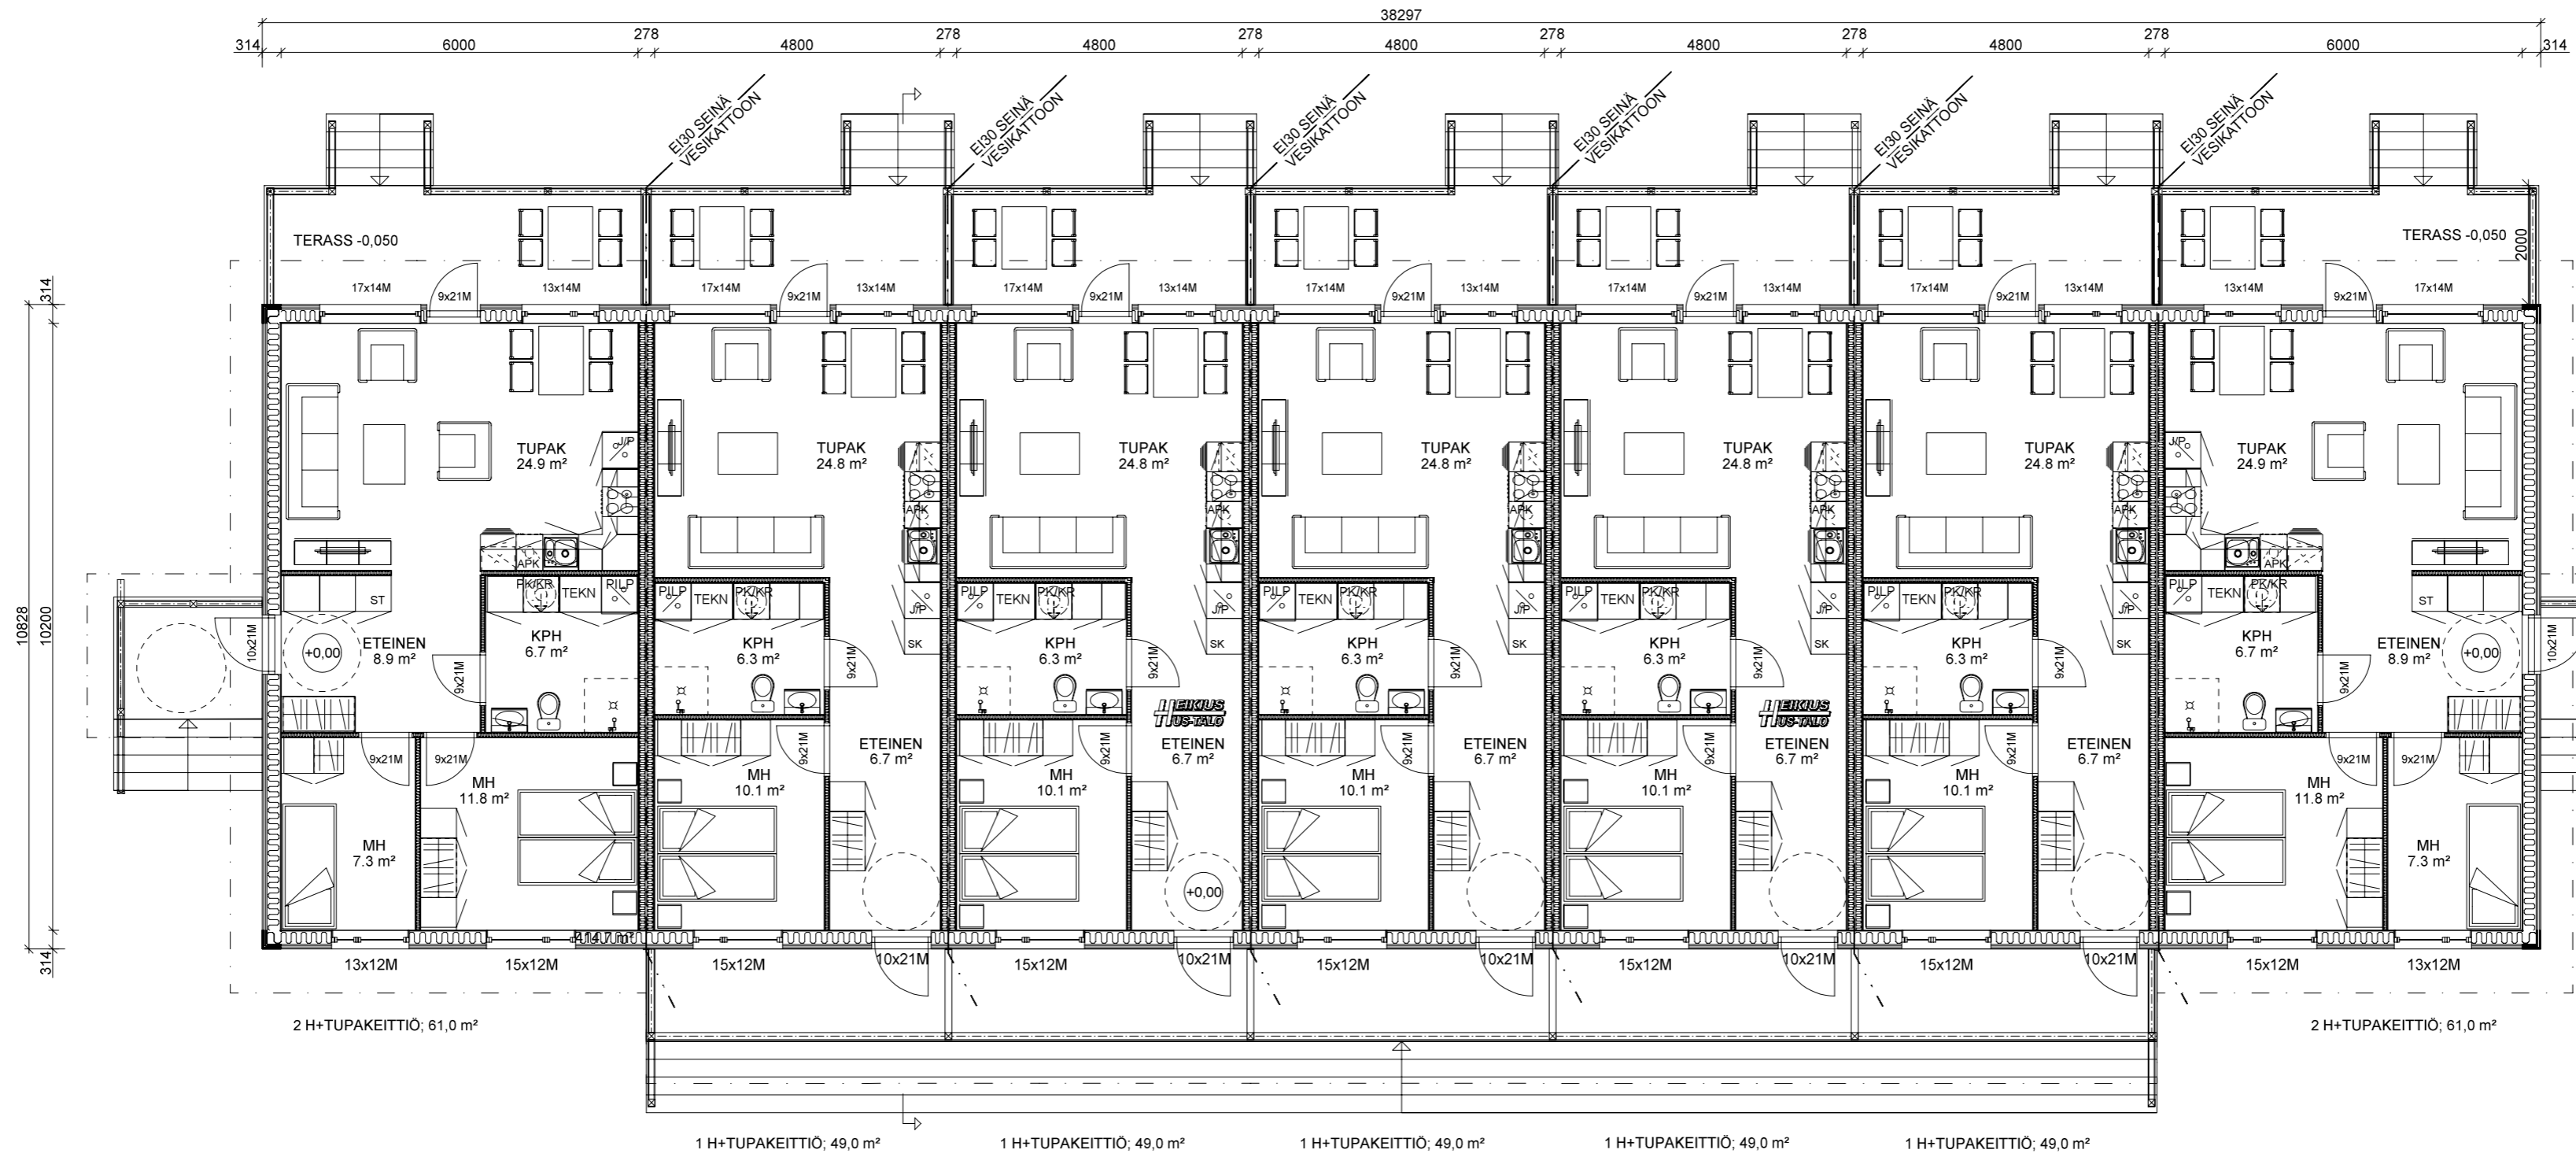 38297
314 6000 278 4800 278 4800 278 4800 278 4800 278 4800 278 6000 314
EI30 SEINÄ
VESIKATTOON
EI30 SEINÄ
VESIKATTOON
EI30 SEINÄ
VESIKATTOON
EI30 SEINÄ
VESIKATTOON
EI30 SEINÄ
VESIKATTOON
EI30 SEINÄ
VESIKATTOON
TERASS -0,050
TERASS -0,050
2000
314
17x14M 9x21M 13x14M 17x14M 9x21M 13x14M 17x14M 9x21M 13x14M 17x14M 9x21M 13x14M 17x14M 9x21M 13x14M 17x14M 9x21M 13x14M 13x14M 9x21M 17x14M
10828
10200
314
TUPAK
24.9 m²
TUPAK
24.8 m²
TUPAK
24.8 m²
TUPAK
24.8 m²
TUPAK
24.8 m²
TUPAK
24.8 m²
TUPAK
24.9 m²
J/P
J/P
APK APK APK APK APK APK APK
ST PK/KR TEKN PILP
PILP TEKN PK/KR J/P
PILP TEKN PK/KR J/P
PILP TEKN PK/KR J/P
PILP TEKN PK/KR J/P
PILP TEKN PK/KR J/P
PILP TEKN PK/KR ST
10x21M
+0,00
ETEINEN
8.9 m²
9x21M
KPH
6.7 m²
KPH
6.3 m²
9x21M
SK
KPH
6.3 m²
9x21M
SK
KPH
6.3 m²
9x21M
SK
KPH
6.3 m²
9x21M
SK
KPH
6.3 m²
9x21M
SK
KPH
6.7 m²
9x21M
ETEINEN
8.9 m²
+0,00
10x21M
HEIKIUS
HIUS-TALO
HEIKIUS
HIUS-TALO
9x21M 9x21M
MH
11.8 m²
MH
7.3 m²
MH
10.1 m²
9x21M
ETEINEN
6.7 m²
MH
10.1 m²
9x21M
ETEINEN
6.7 m²
+0,00
MH
10.1 m²
9x21M
ETEINEN
6.7 m²
MH
10.1 m²
9x21M
ETEINEN
6.7 m²
MH
10.1 m²
9x21M
ETEINEN
6.7 m²
9x21M 9x21M
MH
11.8 m²
MH
7.3 m²
414.7 m²
13x12M 15x12M 15x12M 10x21M 15x12M 10x21M 15x12M 10x21M 15x12M 10x21M 15x12M 10x21M 15x12M 13x12M
2 H+TUPAKEITTIÖ; 61,0 m²
2 H+TUPAKEITTIÖ; 61,0 m²
1 H+TUPAKEITTIÖ; 49,0 m²
1 H+TUPAKEITTIÖ; 49,0 m²
1 H+TUPAKEITTIÖ; 49,0 m²
1 H+TUPAKEITTIÖ; 49,0 m²
1 H+TUPAKEITTIÖ; 49,0 m²